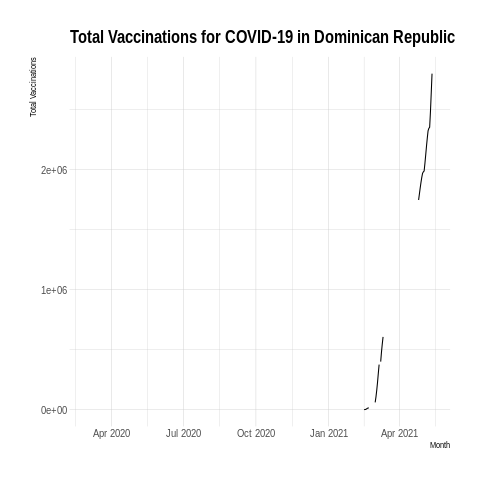 Total Vaccinations for COVID-19 in Dominican Republic
Total Vaccinations
2e+06
1e+06
0e+00
Apr 2020 Jul 2020 Oct 2020 Jan 2021 Apr 2021
Month